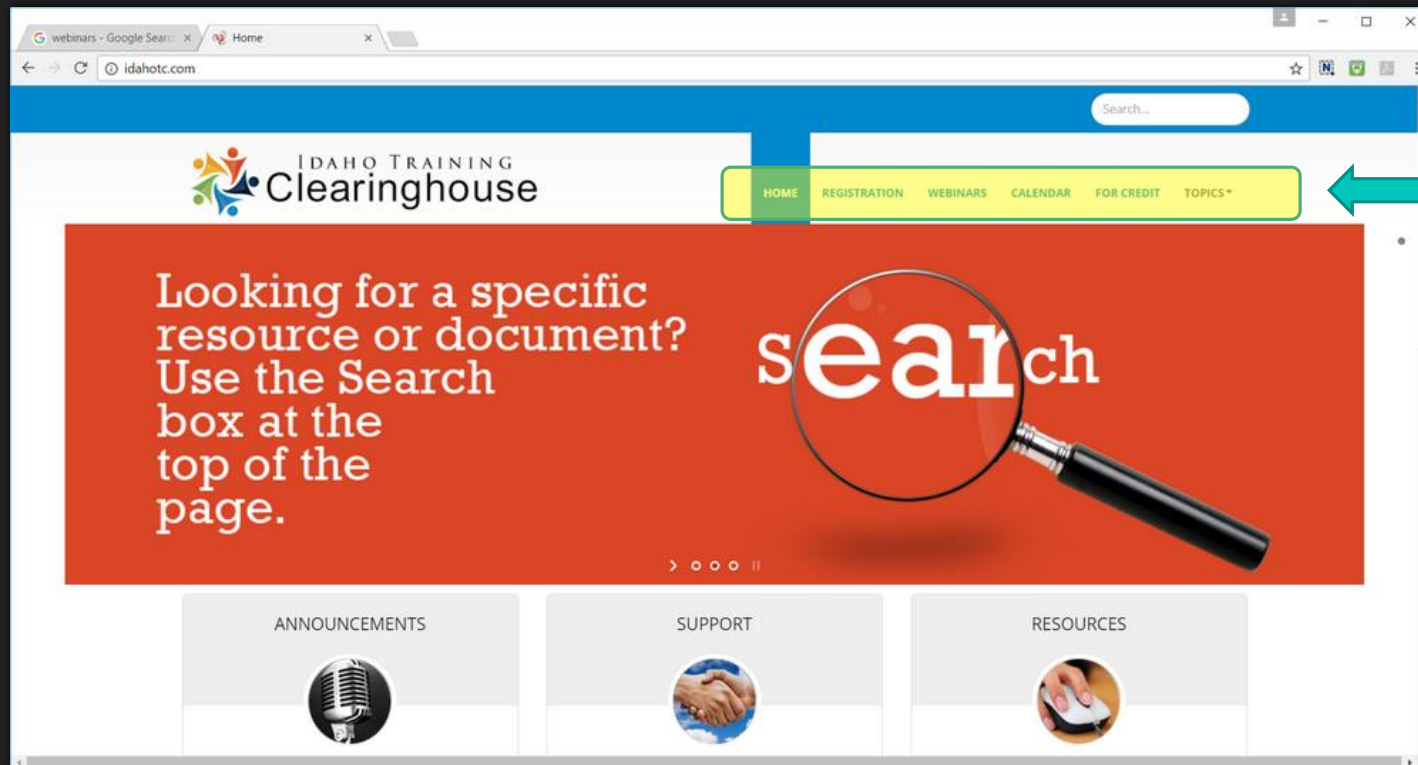 webinars - Google Searc
Home
idahotc.com
Search...
IDAHO TRAINING
Clearinghouse
HOME REGISTRATION WEBINARS CALENDAR FOR CREDIT TOPICS
Looking for a specific
resource or document?
Use the Search
box at the
top of the
page.
search
ANNOUNCEMENTS SUPPORT RESOURCES